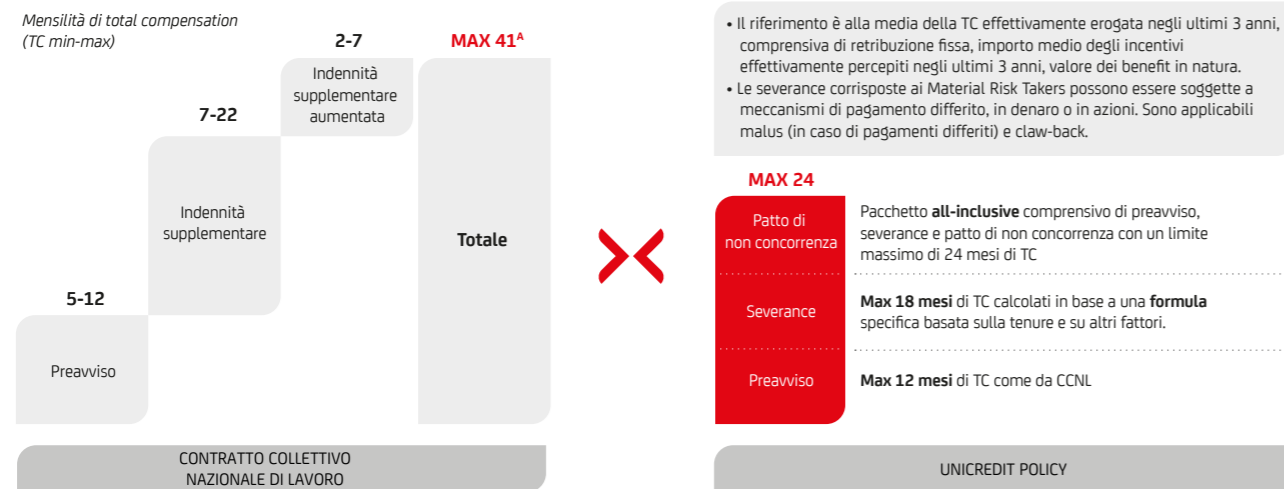 Mensilità di total compensation
(TC min-max)
2-7
MAX 41ᴬ
Indennità
supplementare
aumentata
7-22
Indennità
supplementare
Totale
5-12
Preavviso
CONTRATTO COLLETTIVO
NAZIONALE DI LAVORO
• Il riferimento è alla media della TC effettivamente erogata negli ultimi 3 anni,
comprensiva di retribuzione fissa, importo medio degli incentivi
effettivamente percepiti negli ultimi 3 anni, valore dei benefit in natura.
• Le severance corrisposte ai Material Risk Takers possono essere soggette a
meccanismi di pagamento differito, in denaro o in azioni. Sono applicabili
malus (in caso di pagamenti differiti) e claw-back.
MAX 24
Patto di
non concorrenza
Pacchetto all-inclusive comprensivo di preavviso,
severance e patto di non concorrenza con un limite
massimo di 24 mesi di TC
Severance
Max 18 mesi di TC calcolati in base a una formula
specifica basata sulla tenure e su altri fattori.
Preavviso
Max 12 mesi di TC come da CCNL
UNICREDIT POLICY